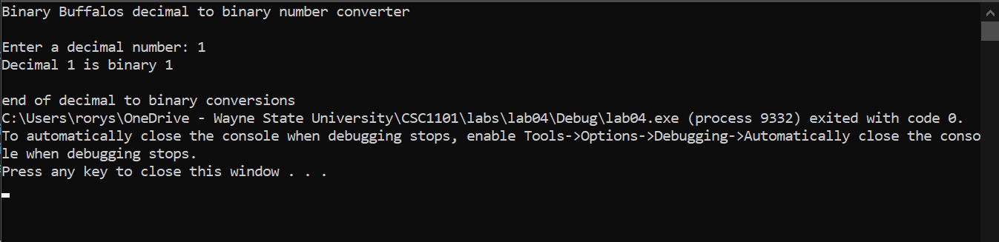 Binary Buffalos decimal to binary number converter
Enter a decimal number: 1
Decimal 1 is binary 1
end of decimal to binary conversions
C:\Users\rorys\OneDrive - Wayne State University\CSC1101\labs\lab04\Debug\lab04.exe (process 9332) exited with code 0.
To automatically close the console when debugging stops, enable Tools->Options->Debugging->Automatically close the conso
le when debugging stops.
Press any key to close this window . . .